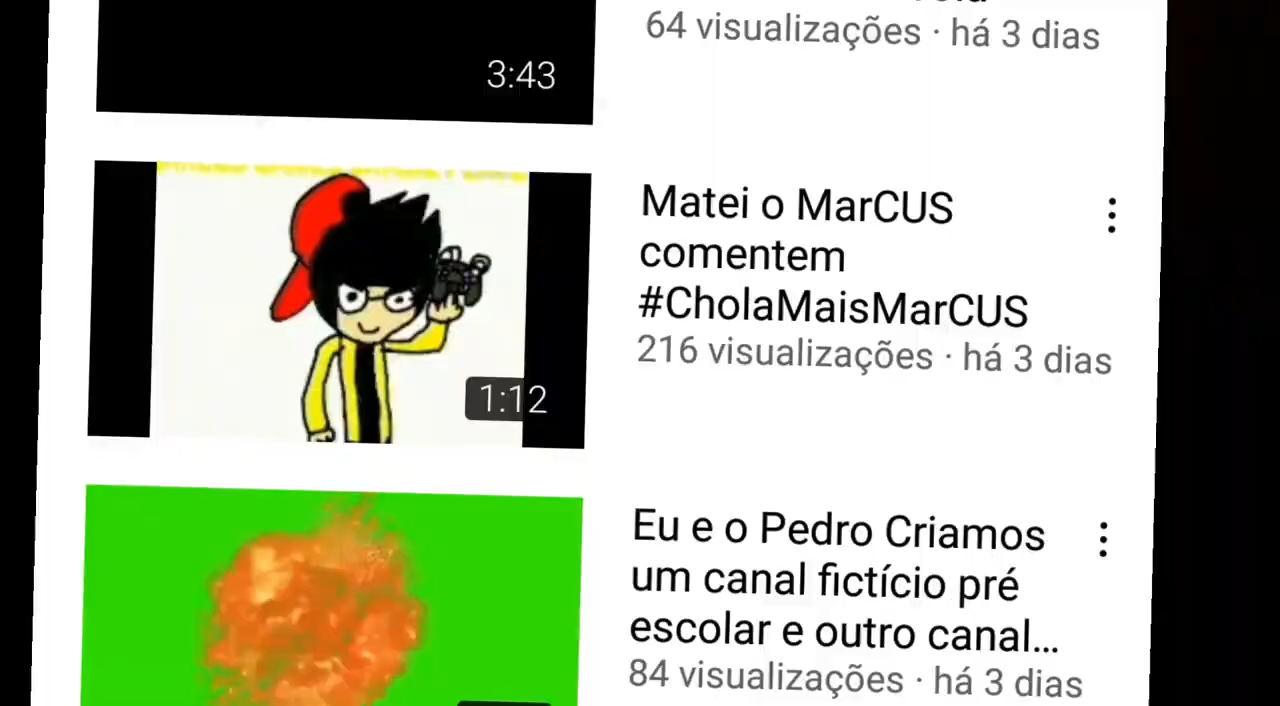 64 visualizações · há 3 dias
3:43
Matei o MarCUS
comentem
#CholaMaisMarCUS
216 visualizações · há 3 dias
1:12
Eu e o Pedro Criamos
um canal fictício pré
escolar e outro canal...
84 visualizações · há 3 dias